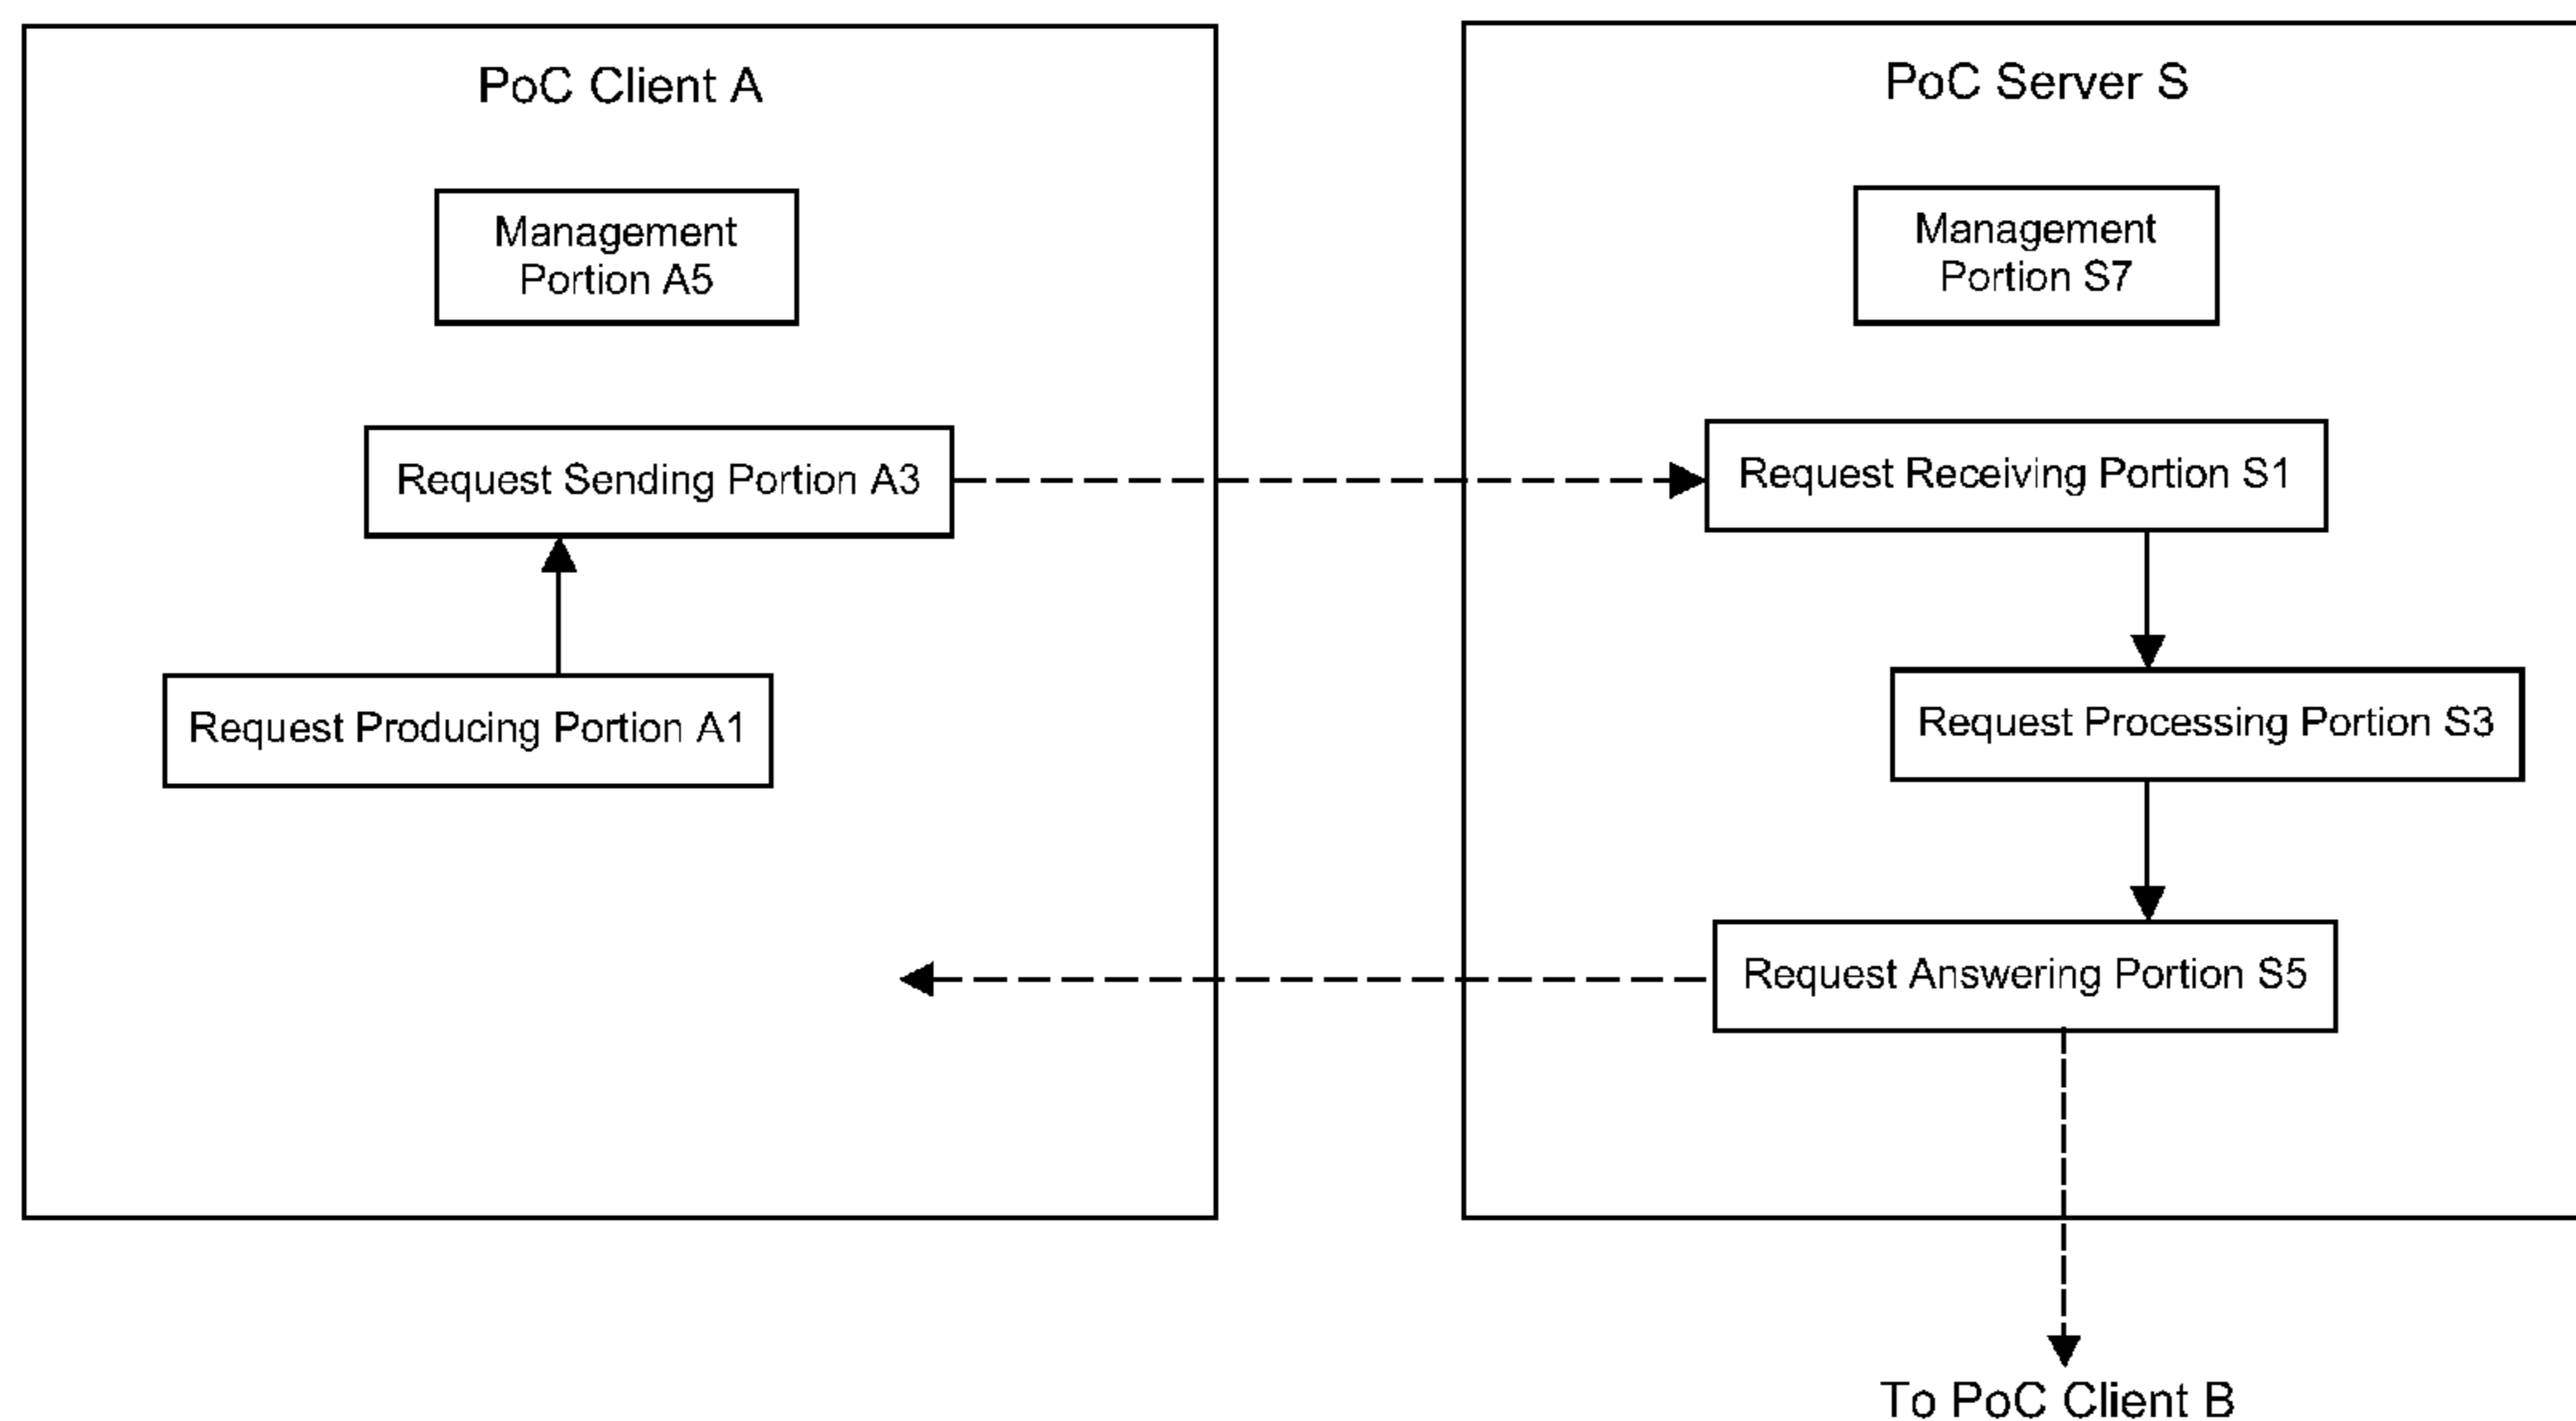 PoC Client A
Management
Portion A5
Request Sending Portion A3
Request Producing Portion A1
PoC Server S
Management
Portion S7
Request Receiving Portion S1
Request Processing Portion S3
Request Answering Portion S5
To PoC Client B